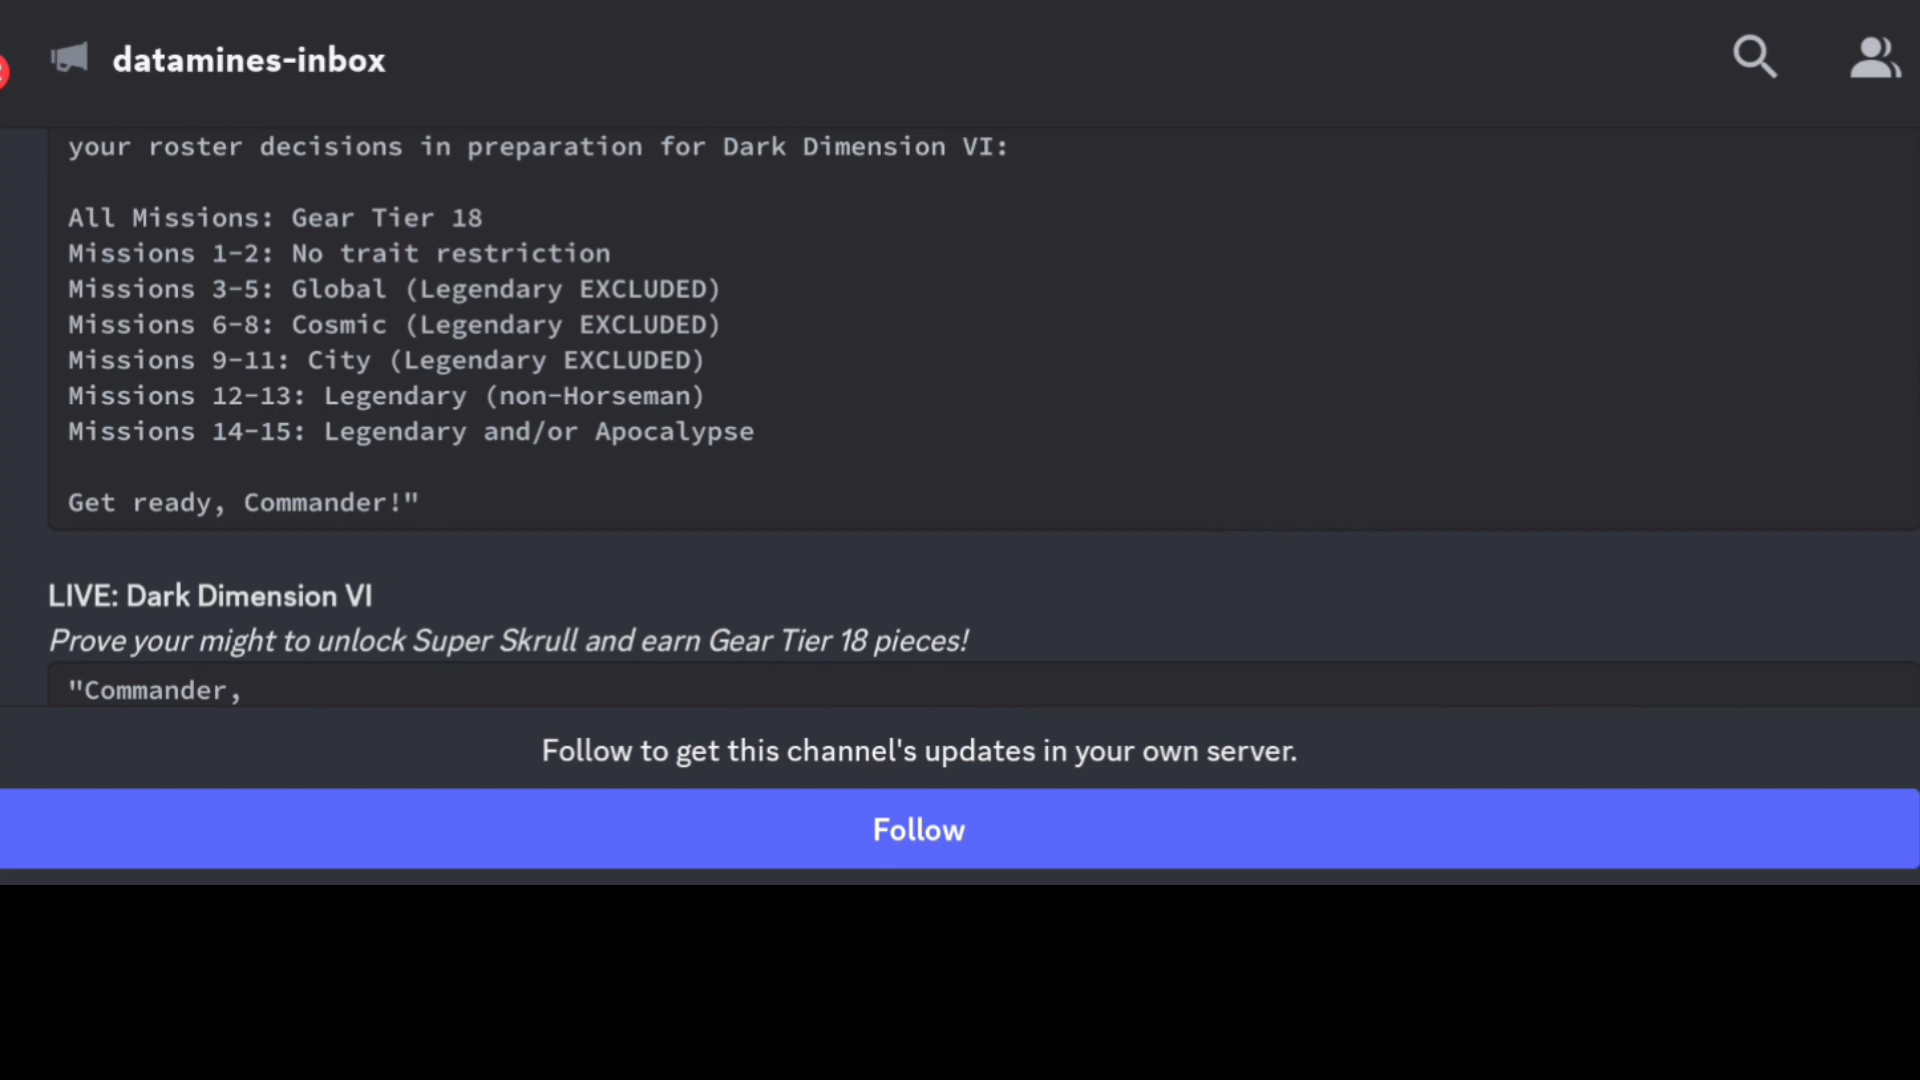 datamines-inbox
your roster decisions in preparation for Dark Dimension VI:
All Missions: Gear Tier 18
Missions 1-2: No trait restriction
Missions 3-5: Global (Legendary EXCLUDED)
Missions 6-8: Cosmic (Legendary EXCLUDED)
Missions 9-11: City (Legendary EXCLUDED)
Missions 12-13: Legendary (non-Horseman)
Missions 14-15: Legendary and/or Apocalypse
Get ready, Commander!"
LIVE: Dark Dimension VI
Prove your might to unlock Super Skrull and earn Gear Tier 18 pieces!
"Commander,
Follow to get this channel's updates in your own server.
Follow